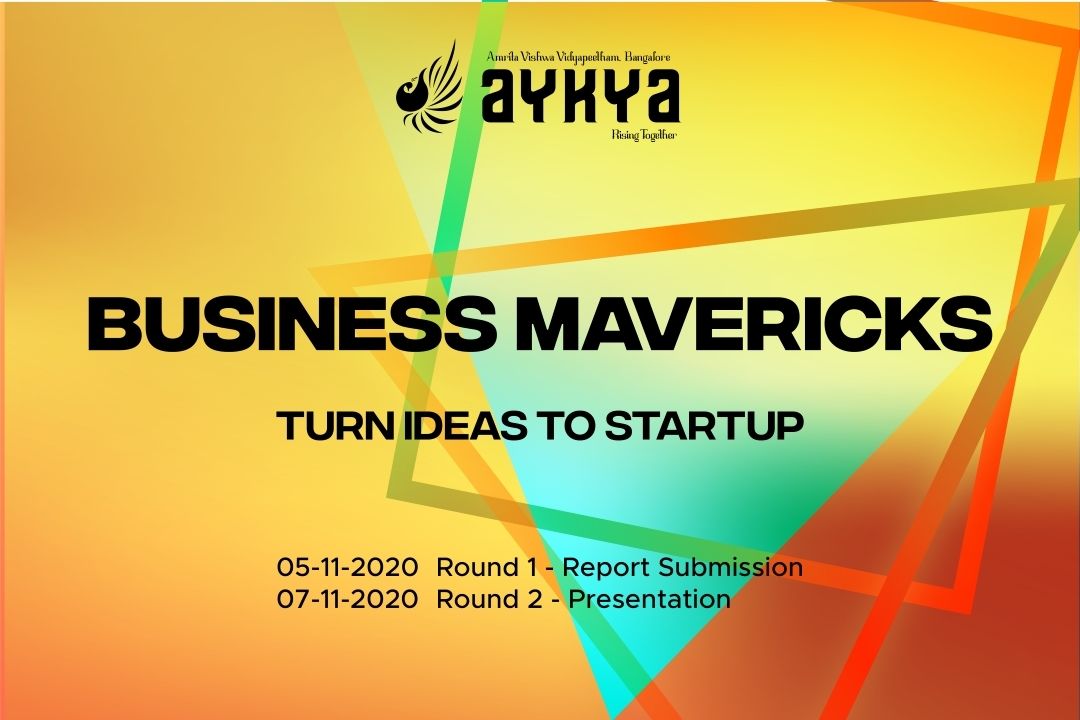 Amrita Vishwa Vidyapeetham, Bangalore
aYKYa
Rising Together
BUSINESS MAVERICKS
TURN IDEAS TO STARTUP
05-11-2020 Round 1 - Report Submission
07-11-2020 Round 2 - Presentation